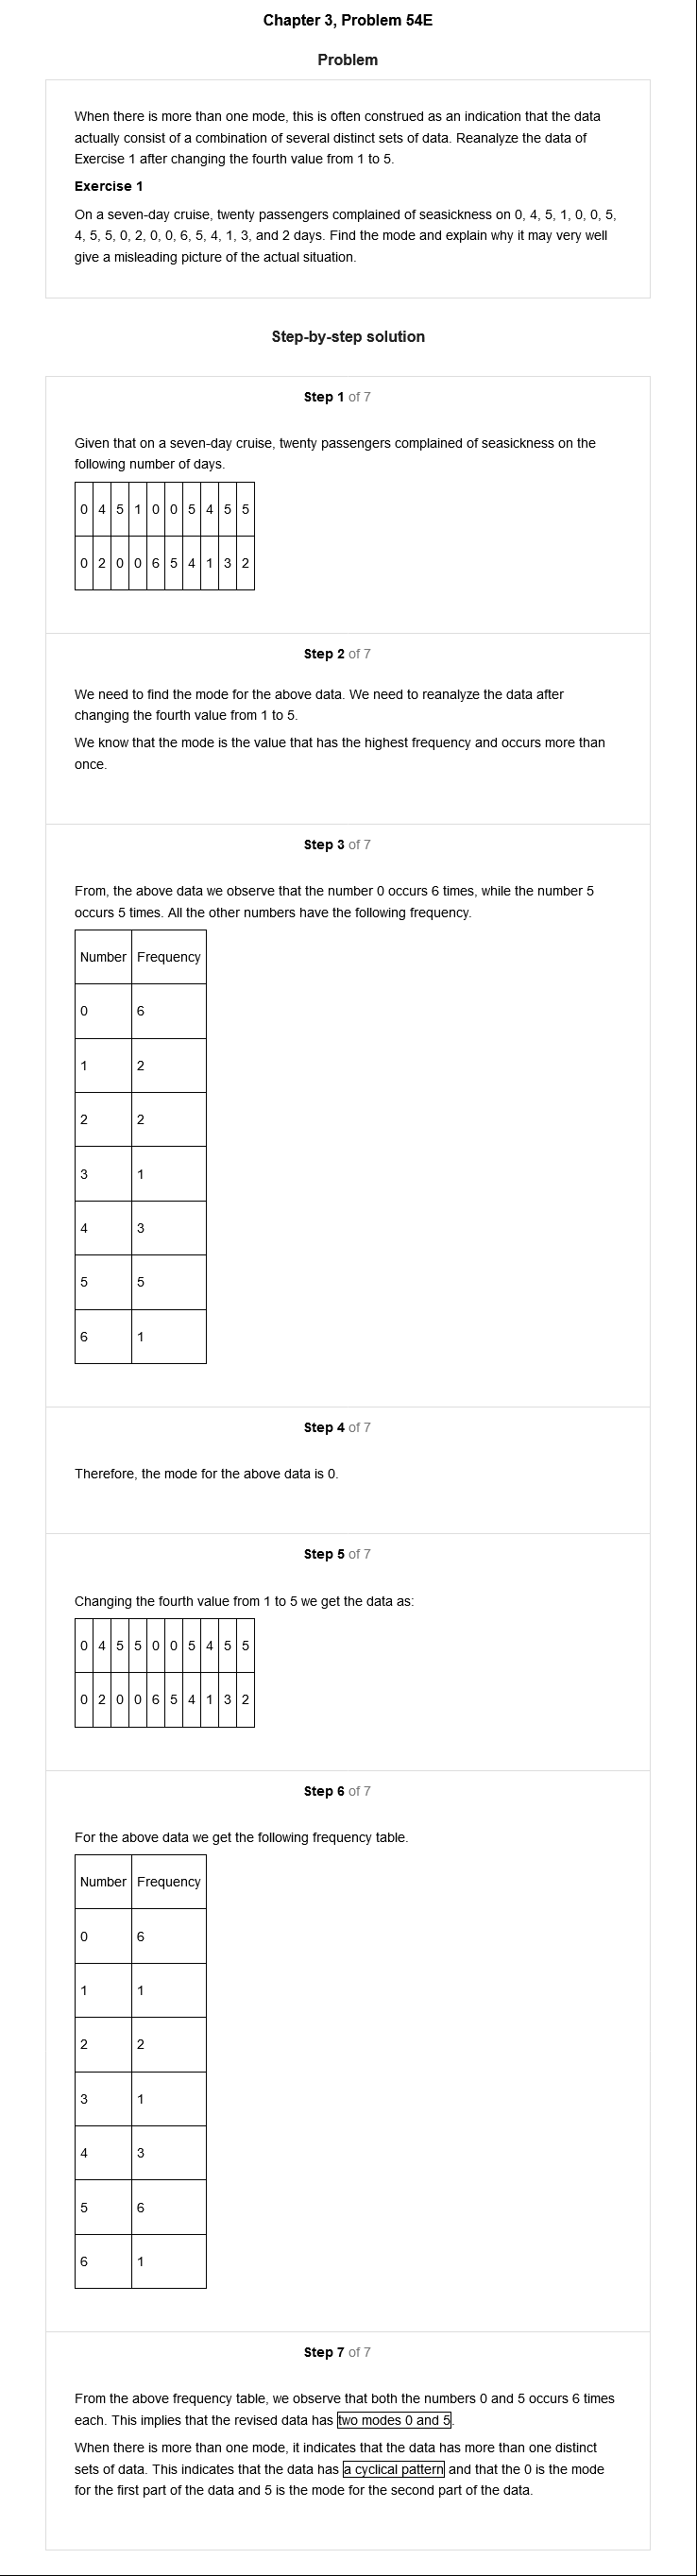 Chapter 3, Problem 54E
Problem
When there is more than one mode, this is often construed as an indication that the data
actually consist of a combination of several distinct sets of data. Reanalyze the data of
Exercise 1 after changing the fourth value from 1 to 5.
Exercise 1
On a seven-day cruise, twenty passengers complained of seasickness on 0, 4, 5, 1, 0, 0, 5,
4, 5, 5, 0, 2, 0, 0, 6, 5, 4, 1, 3, and 2 days. Find the mode and explain why it may very well
give a misleading picture of the actual situation.
Step-by-step solution
Step 1 of 7
Given that on a seven-day cruise, twenty passengers complained of seasickness on the
following number of days.
0 4 5 1 0 0 5 4 5 5
0 2 0 0 6 5 4 1 3 2
Step 2 of 7
We need to find the mode for the above data. We need to reanalyze the data after
changing the fourth value from 1 to 5.
We know that the mode is the value that has the highest frequency and occurs more than
once.
Step 3 of 7
From, the above data we observe that the number 0 occurs 6 times, while the number 5
occurs 5 times. All the other numbers have the following frequency.
Number Frequency
0 6
1 2
2 2
3 1
4 3
5 5
6 1
Step 4 of 7
Therefore, the mode for the above data is 0.
Step 5 of 7
Changing the fourth value from 1 to 5 we get the data as:
0 4 5 5 0 0 5 4 5 5
0 2 0 0 6 5 4 1 3 2
Step 6 of 7
For the above data we get the following frequency table.
Number Frequency
0 6
1 1
2 2
3 1
4 3
5 6
6 1
Step 7 of 7
From the above frequency table, we observe that both the numbers 0 and 5 occurs 6 times
each. This implies that the revised data has two modes 0 and 5.
When there is more than one mode, it indicates that the data has more than one distinct
sets of data. This indicates that the data has a cyclical pattern and that the 0 is the mode
for the first part of the data and 5 is the mode for the second part of the data.